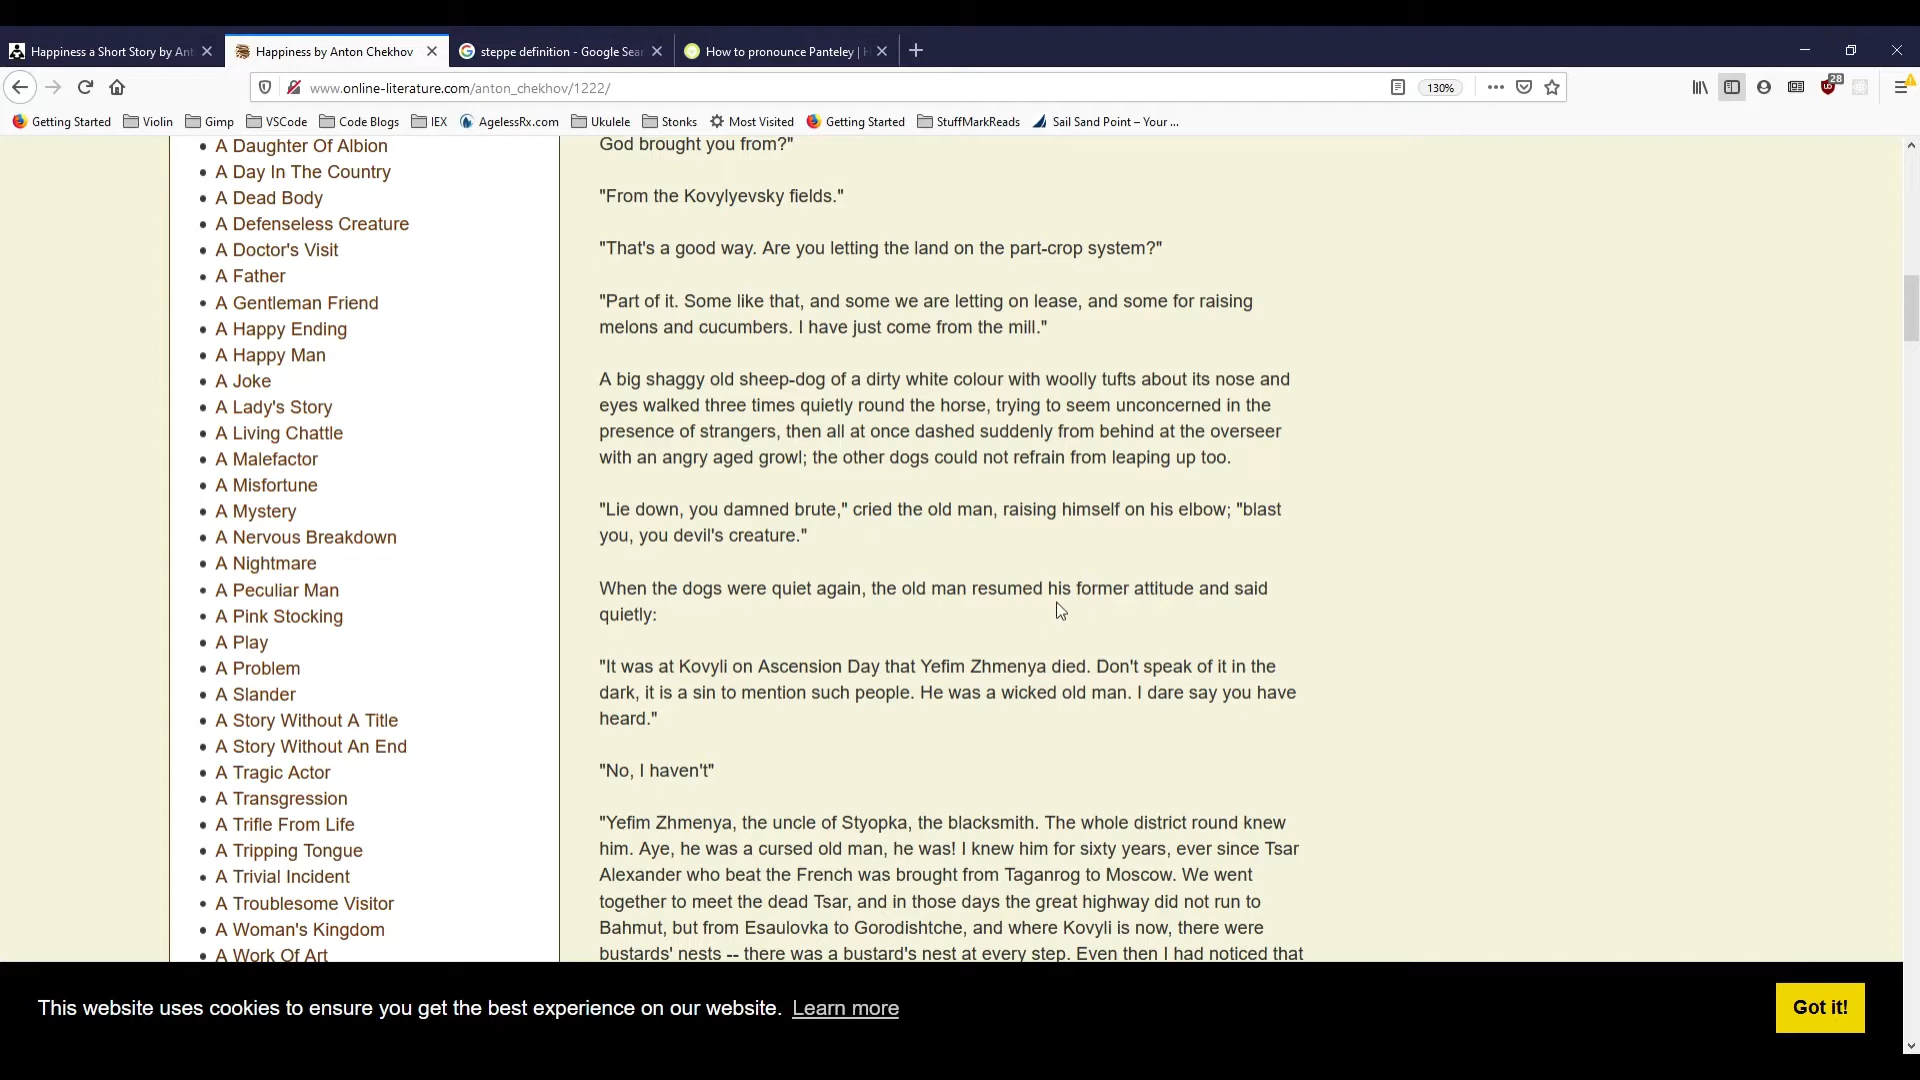 Happiness a Short Story by Ant
Happiness by Anton Chekhov
steppe definition - Google Sear
How to pronounce Panteley | H
www.online-literature.com/anton_chekhov/1222/
130%
28
Getting Started
Violin
Gimp
VSCode
Code Blogs
IEX
AgelessRx.com
Ukulele
Stonks
Most Visited
Getting Started
StuffMarkReads
Sail Sand Point – Your ...
A Daughter Of Albion
A Day In The Country
A Dead Body
A Defenseless Creature
A Doctor's Visit
A Father
A Gentleman Friend
A Happy Ending
A Happy Man
A Joke
A Lady's Story
A Living Chattle
A Malefactor
A Misfortune
A Mystery
A Nervous Breakdown
A Nightmare
A Peculiar Man
A Pink Stocking
A Play
A Problem
A Slander
A Story Without A Title
A Story Without An End
A Tragic Actor
A Transgression
A Trifle From Life
A Tripping Tongue
A Trivial Incident
A Troublesome Visitor
A Woman's Kingdom
A Work Of Art
God brought you from?"
"From the Kovylyevsky fields."
"That's a good way. Are you letting the land on the part-crop system?"
"Part of it. Some like that, and some we are letting on lease, and some for raising
melons and cucumbers. I have just come from the mill."
A big shaggy old sheep-dog of a dirty white colour with woolly tufts about its nose and
eyes walked three times quietly round the horse, trying to seem unconcerned in the
presence of strangers, then all at once dashed suddenly from behind at the overseer
with an angry aged growl; the other dogs could not refrain from leaping up too.
"Lie down, you damned brute," cried the old man, raising himself on his elbow; "blast
you, you devil's creature."
When the dogs were quiet again, the old man resumed his former attitude and said
quietly:
"It was at Kovyli on Ascension Day that Yefim Zhmenya died. Don't speak of it in the
dark, it is a sin to mention such people. He was a wicked old man. I dare say you have
heard."
"No, I haven't"
"Yefim Zhmenya, the uncle of Styopka, the blacksmith. The whole district round knew
him. Aye, he was a cursed old man, he was! I knew him for sixty years, ever since Tsar
Alexander who beat the French was brought from Taganrog to Moscow. We went
together to meet the dead Tsar, and in those days the great highway did not run to
Bahmut, but from Esaulovka to Gorodishtche, and where Kovyli is now, there were
bustards' nests -- there was a bustard's nest at every step. Even then I had noticed that
This website uses cookies to ensure you get the best experience on our website. Learn more
Got it!